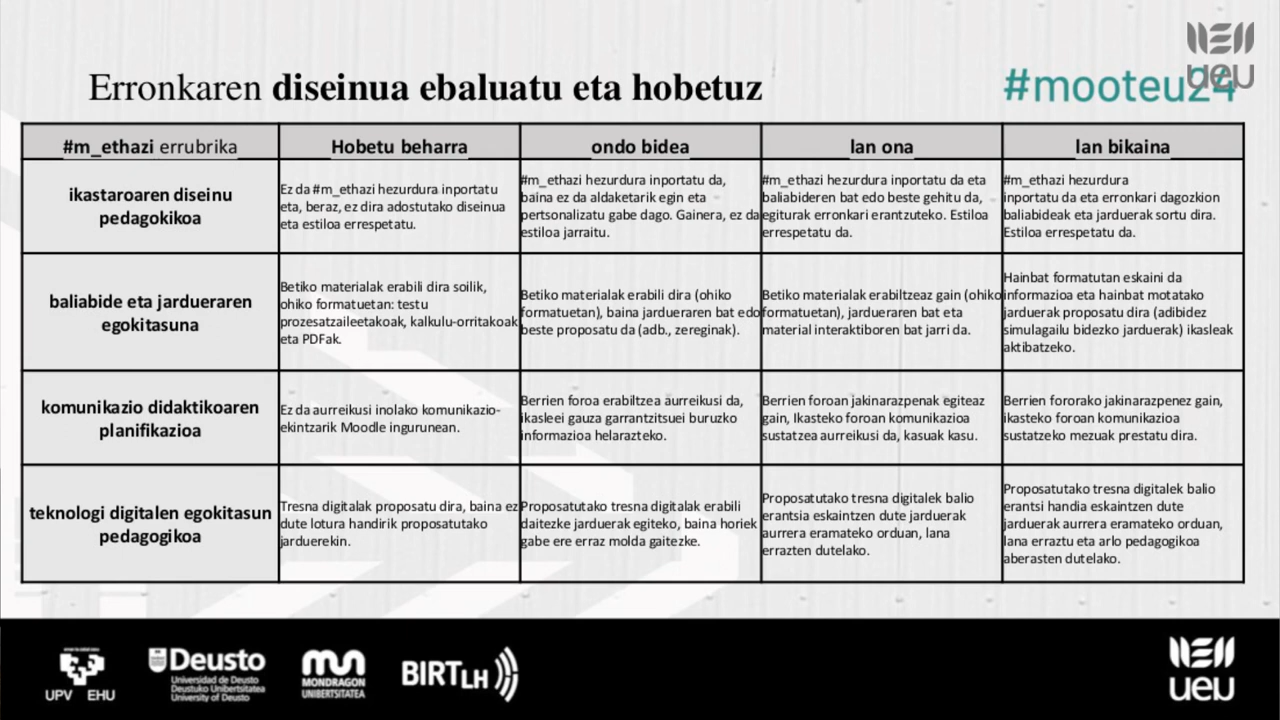 ueu
Erronkaren diseinua ebaluatu eta hobetuz
#mooteu24
#m_ethazi errubrika
Hobetu beharra
ondo bidea
lan ona
lan bikaina
ikastaroaren diseinu
pedagokikoa
Ez da #m_ethazi hezurdura inportatu
eta, beraz, ez dira adostutako diseinua
eta estiloa errespetatu.
#m_ethazi hezurdura inportatu da,
baina ez da aldaketarik egin eta
pertsonalizatu gabe dago. Gainera, ez da
estiloa jarraitu.
#m_ethazi hezurdura inportatu da eta
baliabideren bat edo beste gehitu da,
egiturak erronkari erantzuteko. Estiloa
errespetatu da.
#m_ethazi hezurdura
inportatu da eta erronkari dagozkion
baliabideak eta jarduerak sortu dira.
Estiloa errespetatu da.
baliabide eta jardueraren
egokitasuna
Betiko materialak erabili dira soilik,
ohiko formatuetan: testu
prozesatzaileetakoak, kalkulu-orritakoak
eta PDFak.
Betiko materialak erabili dira (ohiko
formatuetan), baina jardueraren bat edo
beste proposatu da (adb., zereginak).
Betiko materialak erabiltzeaz gain (ohiko
formatuetan), jardueraren bat eta
material interaktiboren bat jarri da.
Hainbat formatutan eskaini da
informazioa eta hainbat motatako
jarduerak proposatu dira (adibidez
simulagailu bidezko jarduerak) ikasleak
aktibatzeko.
komunikazio didaktikoaren
planifikazioa
Ez da aurreikusi inolako komunikazio-
ekintzarik Moodle ingurunean.
Berrien foroa erabiltzea aurreikusi da,
ikasleei gauza garrantzitsuei buruzko
informazioa helarazteko.
Berrien foroan jakinarazpenak egiteaz
gain, Ikasteko foroan komunikazioa
sustatzea aurreikusi da, kasuak kasu.
Berrien fororako jakinarazpenez gain,
ikasteko foroan komunikazioa
sustatzeko mezuak prestatu dira.
teknologi digitalen egokitasun
pedagogikoa
Tresna digitalak proposatu dira, baina ez
dute lotura handirik proposatutako
jarduerekin.
Proposatutako tresna digitalak erabili
daitezke jarduerak egiteko, baina horiek
gabe ere erraz molda gaitezke.
Proposatutako tresna digitalek balio
erantsia eskaintzen dute jarduerak
aurrera eramateko orduan, lana
errazten dutelako.
Proposatutako tresna digitalek balio
erantsi handia eskaintzen dute
jarduerak aurrera eramateko orduan,
lana erraztu eta arlo pedagogikoa
aberasten dutelako.
UPV EHU
Deusto
Universidad de Deusto
Deustuko Unibertsitatea
University of Deusto
MONDRAGON
UNIBERTSITATEA
BIRTLH
ueu